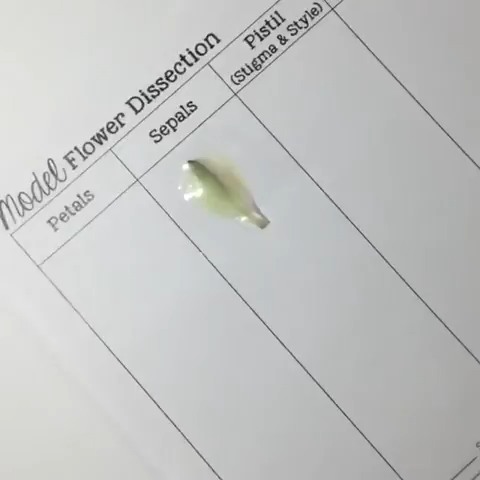 Model Flower Dissection
Petals
Sepals
Pistil
(Stigma & Style)